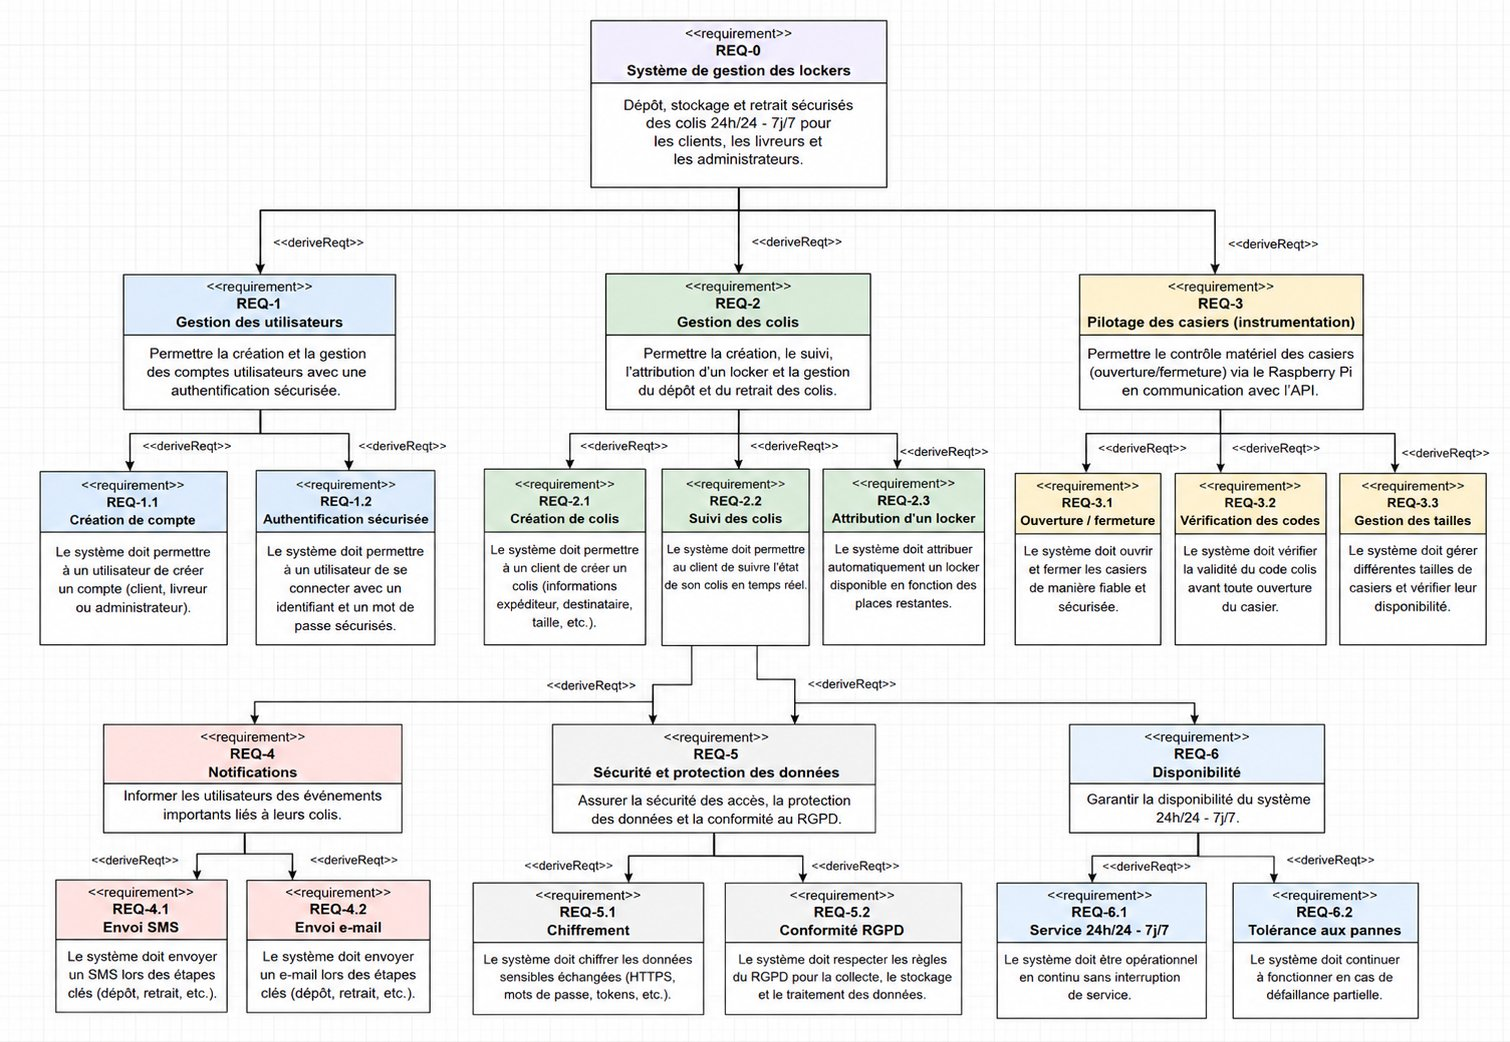 <<requirement>>
REQ-0
Système de gestion des lockers
Dépôt, stockage et retrait sécurisés
des colis 24h/24 - 7j/7 pour
les clients, les livreurs et
les administrateurs.
<<deriveReqt>>
<<deriveReqt>>
<<deriveReqt>>
<<requirement>>
REQ-1
Gestion des utilisateurs
Permettre la création et la gestion
des comptes utilisateurs avec une
authentification sécurisée.
<<requirement>>
REQ-2
Gestion des colis
Permettre la création, le suivi,
l'attribution d'un locker et la gestion
du dépôt et du retrait des colis.
<<requirement>>
REQ-3
Pilotage des casiers (instrumentation)
Permettre le contrôle matériel des casiers
(ouverture/fermeture) via le Raspberry Pi
en communication avec l'API.
<<deriveReqt>>
<<deriveReqt>>
<<deriveReqt>>
<<deriveReqt>>
<<deriveReqt>>
<<deriveReqt>>
<<deriveReqt>>
<<deriveReqt>>
<<requirement>>
REQ-1.1
Création de compte
Le système doit permettre
à un utilisateur de créer
un compte (client, livreur
ou administrateur).
<<requirement>>
REQ-1.2
Authentification sécurisée
Le système doit permettre
à un utilisateur de se
connecter avec un
identifiant et un mot de
passe sécurisés.
<<requirement>>
REQ-2.1
Création de colis
Le système doit permettre
à un client de créer un
colis (informations
expéditeur, destinataire,
taille, etc.).
<<requirement>>
REQ-2.2
Suivi des colis
Le système doit permettre
au client de suivre l'état
de son colis en temps réel.
<<requirement>>
REQ-2.3
Attribution d'un locker
Le système doit attribuer
automatiquement un locker
disponible en fonction des
places restantes.
<<requirement>>
REQ-3.1
Ouverture / fermeture
Le système doit ouvrir
et fermer les casiers
de manière fiable et
sécurisée.
<<requirement>>
REQ-3.2
Vérification des codes
Le système doit vérifier
la validité du code colis
avant toute ouverture
du casier.
<<requirement>>
REQ-3.3
Gestion des tailles
Le système doit gérer
différentes tailles de
casiers et vérifier leur
disponibilité.
<<deriveReqt>>
<<deriveReqt>>
<<requirement>>
REQ-4
Notifications
Informer les utilisateurs des événements
importants liés à leurs colis.
<<requirement>>
REQ-5
Sécurité et protection des données
Assurer la sécurité des accès, la protection
des données et la conformité au RGPD.
<<requirement>>
REQ-6
Disponibilité
Garantir la disponibilité du système
24h/24 - 7j/7.
<<deriveReqt>>
<<deriveReqt>>
<<deriveReqt>>
<<deriveReqt>>
<<deriveReqt>>
<<deriveReqt>>
<<requirement>>
REQ-4.1
Envoi SMS
Le système doit envoyer
un SMS lors des étapes
clés (dépôt, retrait, etc.).
<<requirement>>
REQ-4.2
Envoi e-mail
Le système doit envoyer
un e-mail lors des étapes
clés (dépôt, retrait, etc.).
<<requirement>>
REQ-5.1
Chiffrement
Le système doit chiffrer les données
sensibles échangées (HTTPS,
mots de passe, tokens, etc.).
<<requirement>>
REQ-5.2
Conformité RGPD
Le système doit respecter les règles
du RGPD pour la collecte, le stockage
et le traitement des données.
<<requirement>>
REQ-6.1
Service 24h/24 - 7j/7
Le système doit être opérationnel
en continu sans interruption
de service.
<<requirement>>
REQ-6.2
Tolérance aux pannes
Le système doit continuer
à fonctionner en cas de
défaillance partielle.